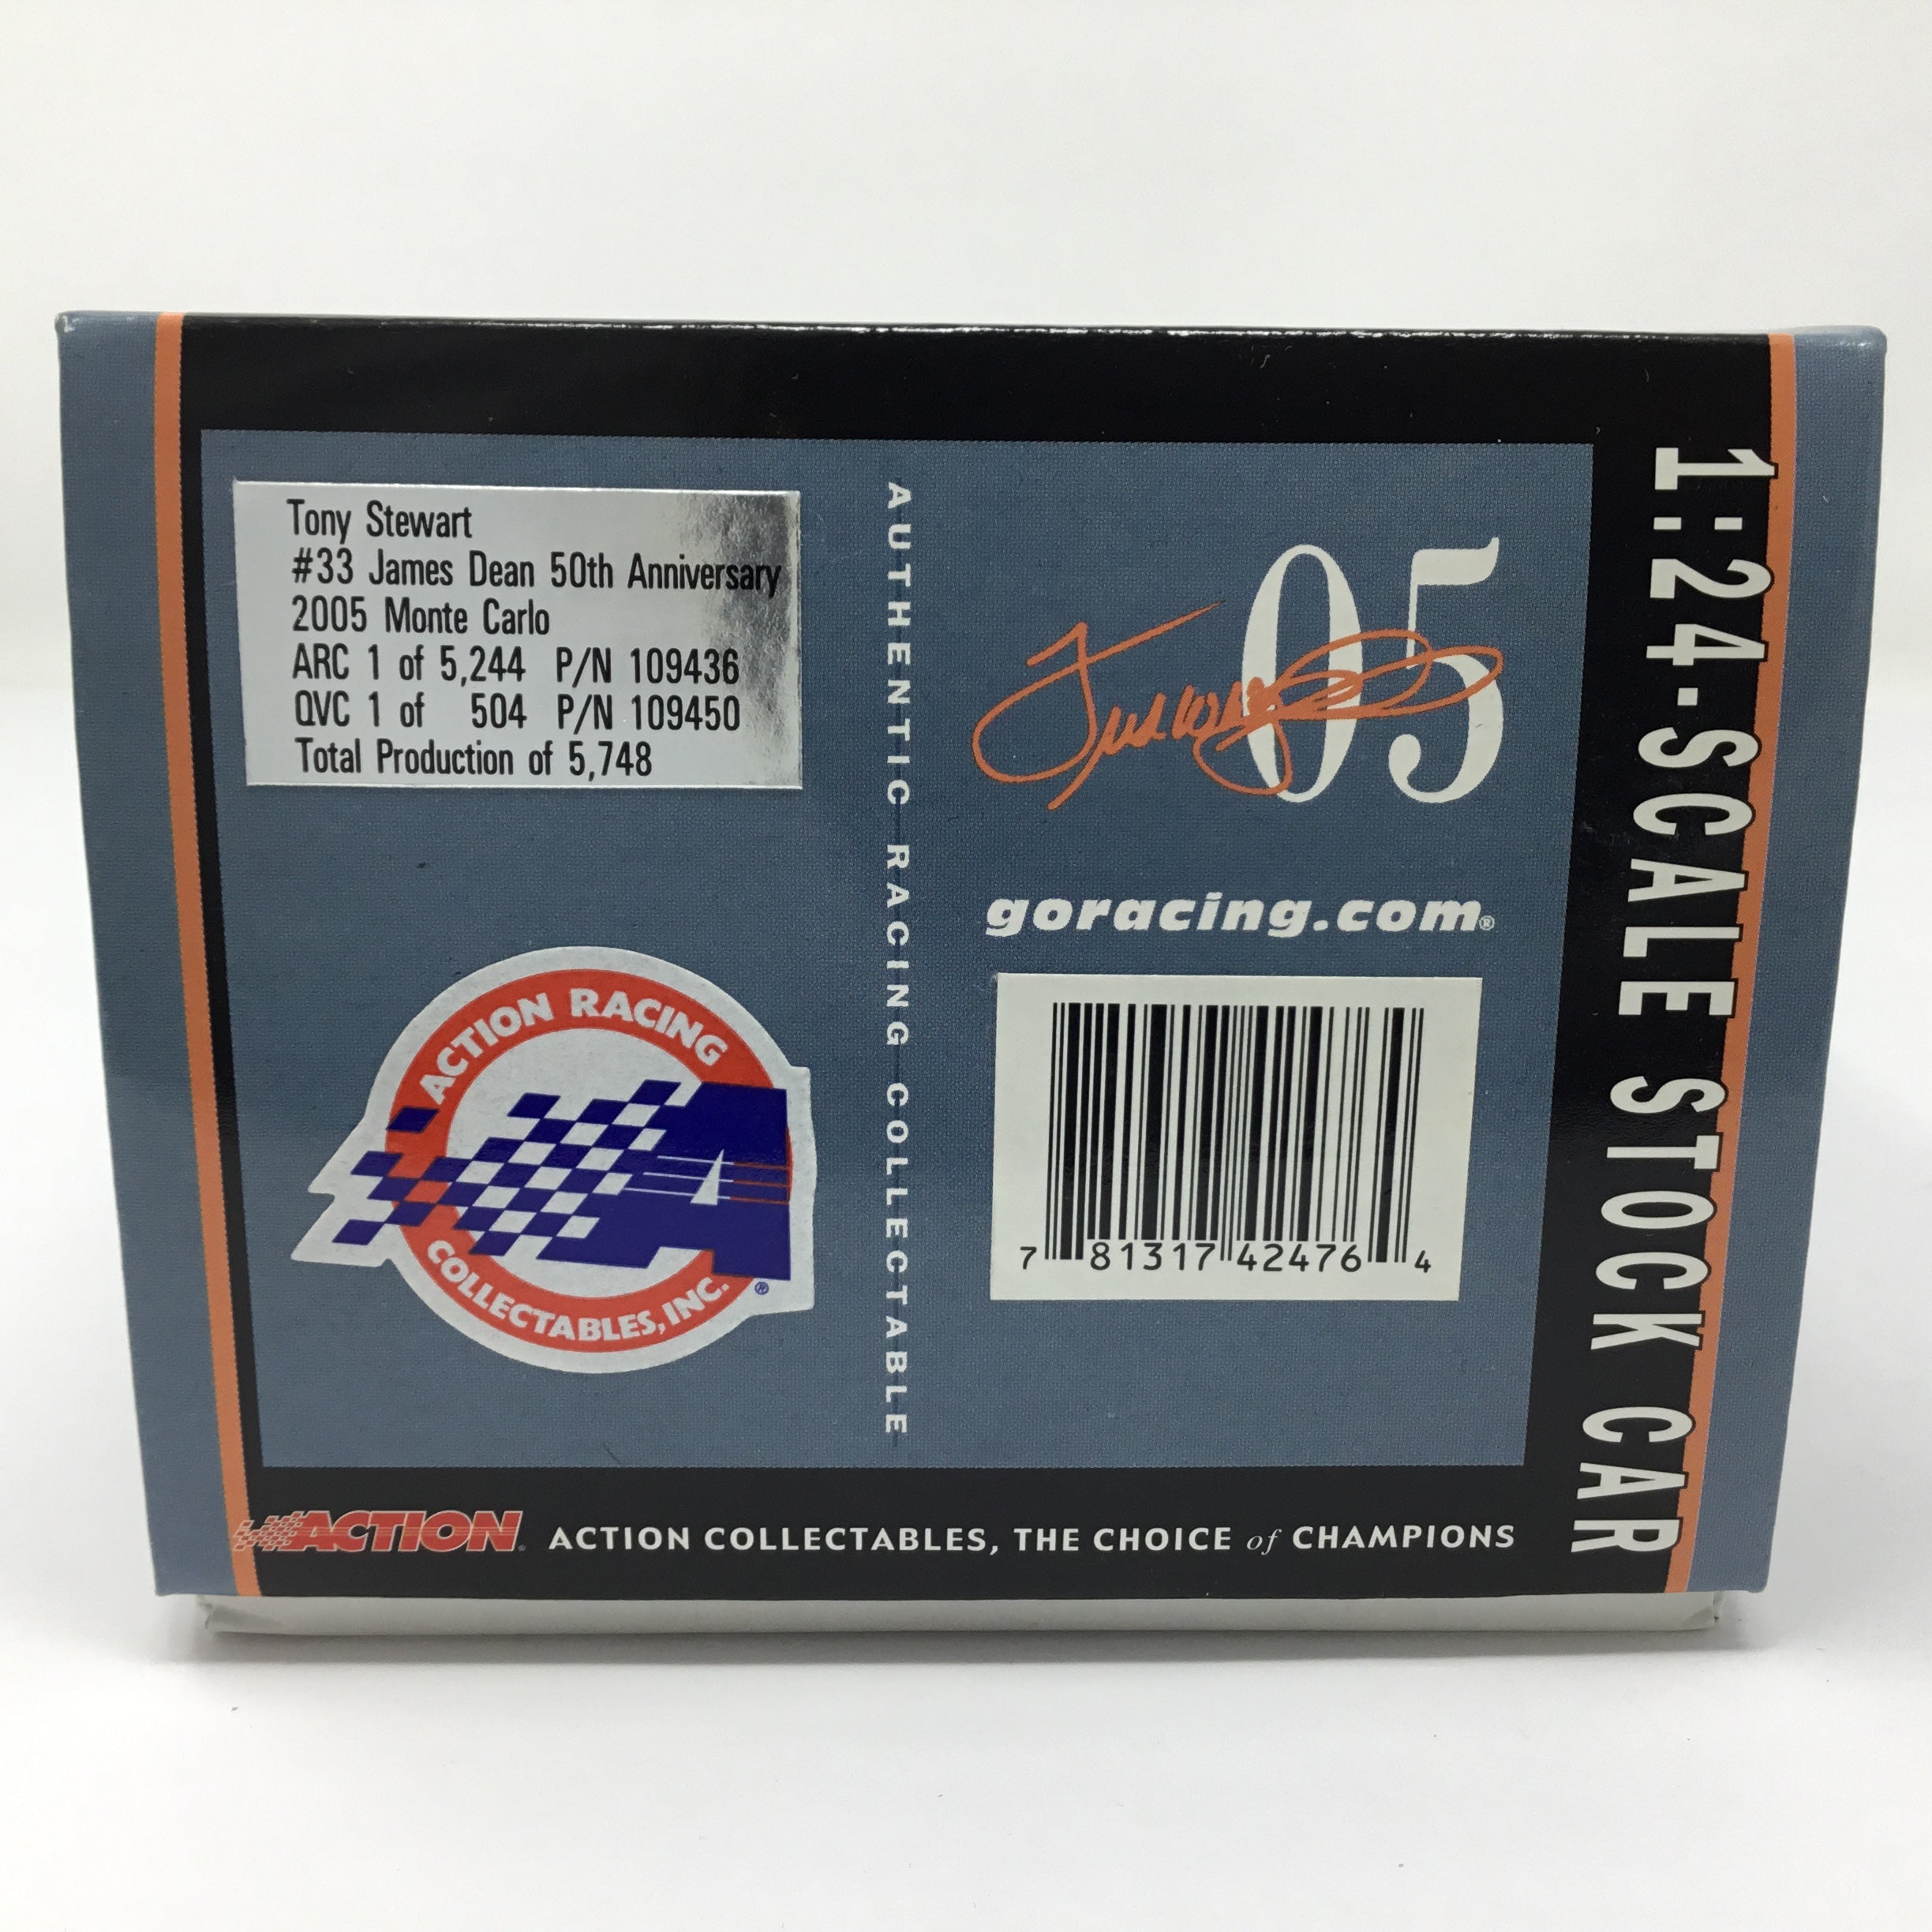 Tony Stewart
#33 James Dean 50th Anniversary
2005 Monte Carlo
ARC 1 of 5,244 P/N 109436
QVC 1 of 504 P/N 109450
Total Production of 5,748
ACTION RACING
COLLECTABLES, INC.®
AUTHENTIC RACING COLLECTABLE
05
goracing.com®
7 81317 42476 4
1:24-SCALE STOCK CAR
ACTION®
ACTION COLLECTABLES, THE CHOICE of CHAMPIONS